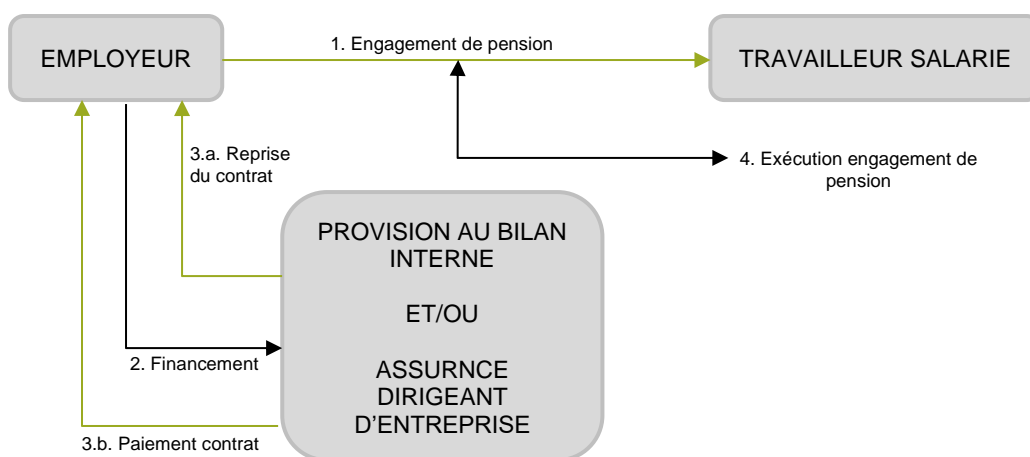 1. Engagement de pension
EMPLOYEUR
TRAVAILLEUR SALARIE
3.a. Reprise
du contrat
4. Exécution engagement de
pension
PROVISION AU BILAN
INTERNE
ET/OU
ASSURNCE
DIRIGEANT
D’ENTREPRISE
2. Financement
3.b. Paiement contrat